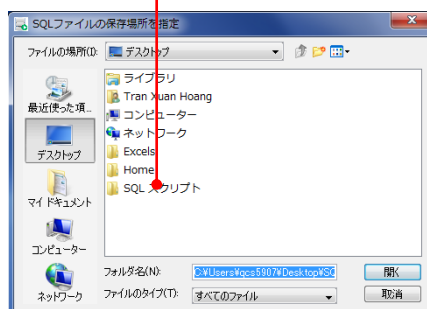 SQLファイルの保存場所を指定
ファイルの場所(I):
デスクトップ
最近使った項...
デスクトップ
マイ ドキュメント
コンピューター
ネットワーク
ライブラリ
Tran Xuan Hoang
コンピューター
ネットワーク
Excels
Home
SQL スクリプト
フォルダ名(N):
C:¥Users¥gcs5907¥Desktop¥SQ
開く
ファイルのタイプ(T):
すべてのファイル
取消